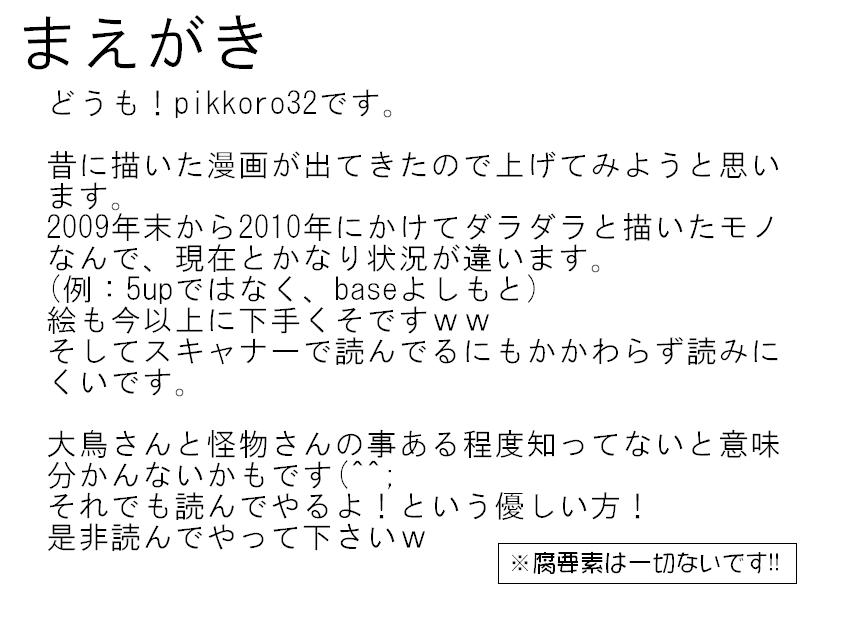 まえがき
どうも！pikkoro32です。
昔に描いた漫画が出てきたので上げてみようと思い
ます。
2009年末から2010年にかけてダラダラと描いたモノ
なんで、現在とかなり状況が違います。
(例：5upではなく、baseよしもと)
絵も今以上に下手くそですｗｗ
そしてスキャナーで読んでるにもかかわらず読みに
くいです。
大鳥さんと怪物さんの事ある程度知ってないと意味
分かんないかもです(^^;
それでも読んでやるよ！という優しい方！
是非読んでやって下さいｗ
※腐要素は一切ないです!!